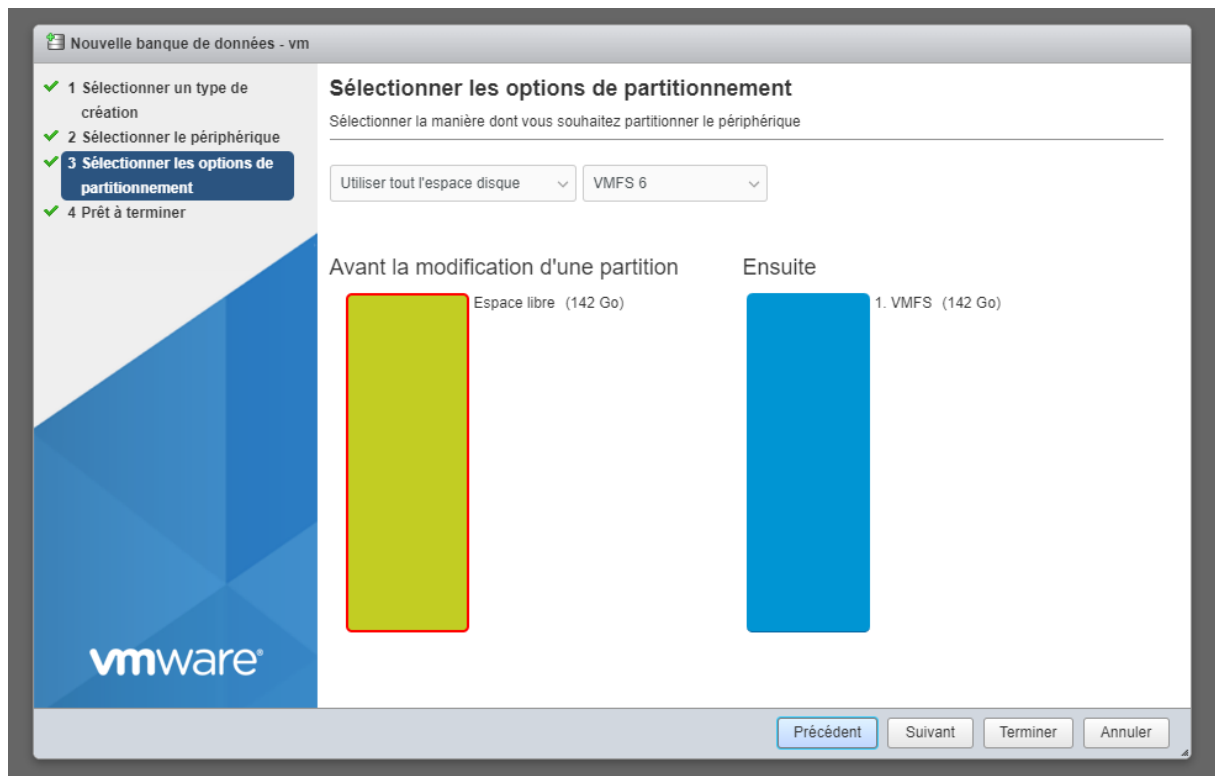 Nouvelle banque de données - vm
1 Sélectionner un type de
création
2 Sélectionner le périphérique
3 Sélectionner les options de
partitionnement
4 Prêt à terminer
Sélectionner les options de partitionnement
Sélectionner la manière dont vous souhaitez partitionner le périphérique
Utiliser tout l'espace disque
VMFS 6
Avant la modification d'une partition
Espace libre (142 Go)
Ensuite
1. VMFS (142 Go)
vmware®
Précédent
Suivant
Terminer
Annuler